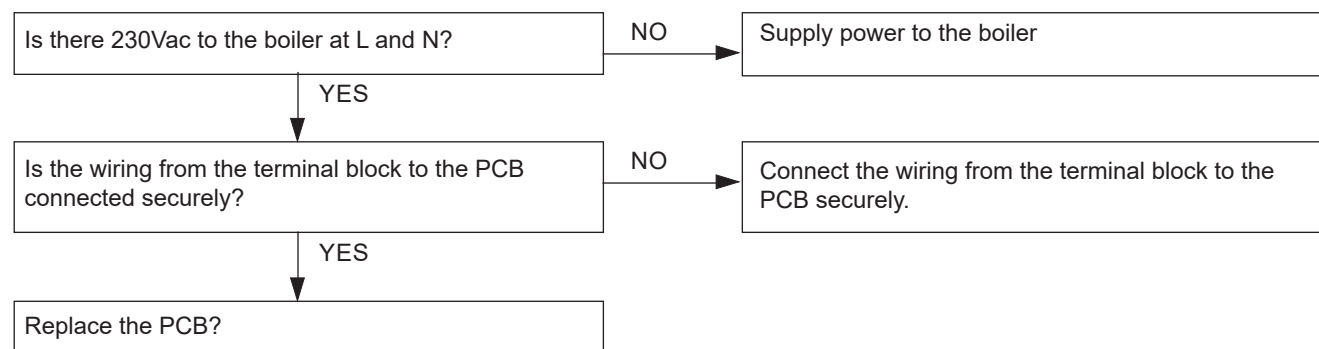 Is there 230Vac to the boiler at L and N?
NO
Supply power to the boiler
YES
Is the wiring from the terminal block to the PCB
connected securely?
NO
Connect the wiring from the terminal block to the
PCB securely.
YES
Replace the PCB?